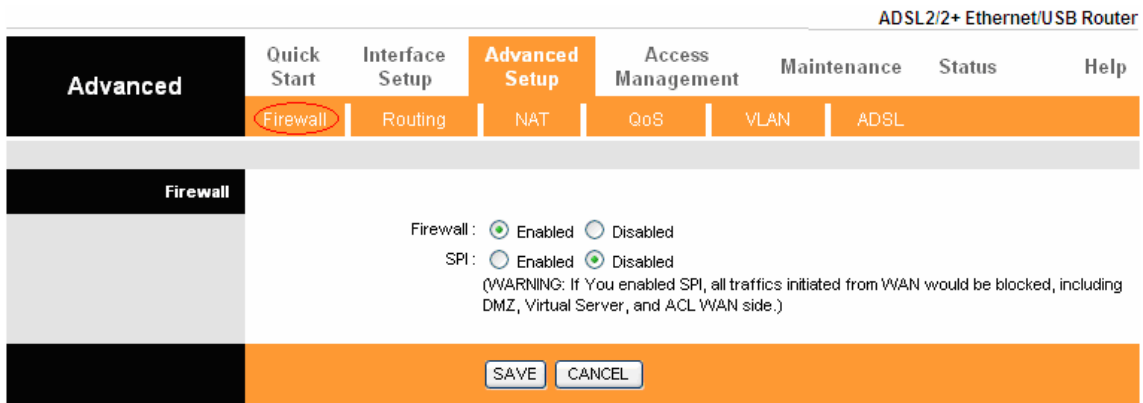 ADSL2/2+ Ethernet/USB Router
Advanced
Quick Start
Interface Setup
Advanced Setup
Access Management
Maintenance
Status
Help
Firewall
Routing
NAT
QoS
VLAN
ADSL
Firewall
Firewall : Enabled Disabled
SPI : Enabled Disabled
(WARNING: If You enabled SPI, all traffics initiated from WAN would be blocked, including
DMZ, Virtual Server, and ACL WAN side.)
SAVE CANCEL